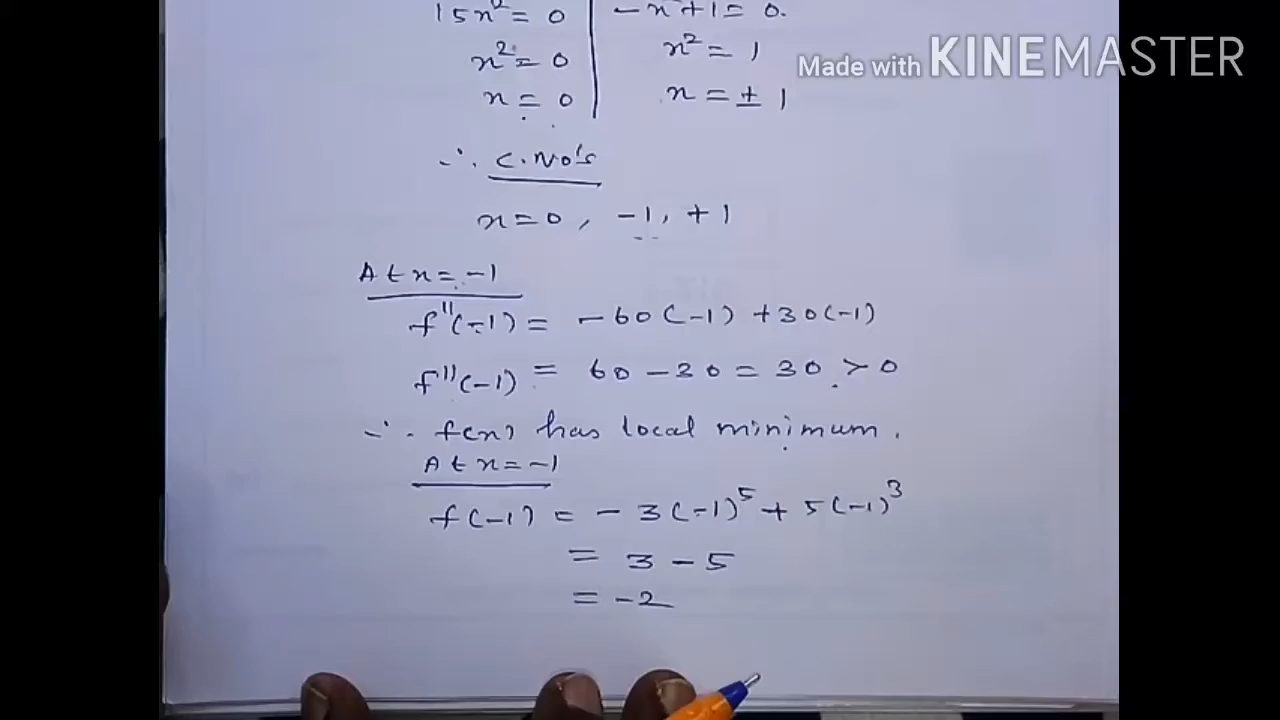 15x² = 0 | -x²+1 = 0.
x² = 0 | x² = 1
Made with KINEMASTER
x = 0 | x = ± 1
∴ C.No's
x = 0, -1, +1
At x = -1
f''(-1) = -60(-1) +30(-1)
f''(-1) = 60 - 30 = 30 > 0
∴ f(x) has local minimum.
At x = -1
f(-1) = - 3(-1)⁵ + 5(-1)³
= 3 - 5
= -2